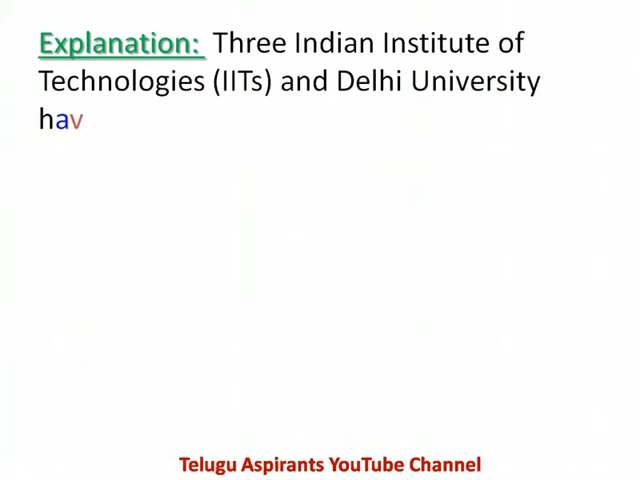 Explanation: Three Indian Institute of
Technologies (IITs) and Delhi University
hav
Telugu Aspirants YouTube Channel